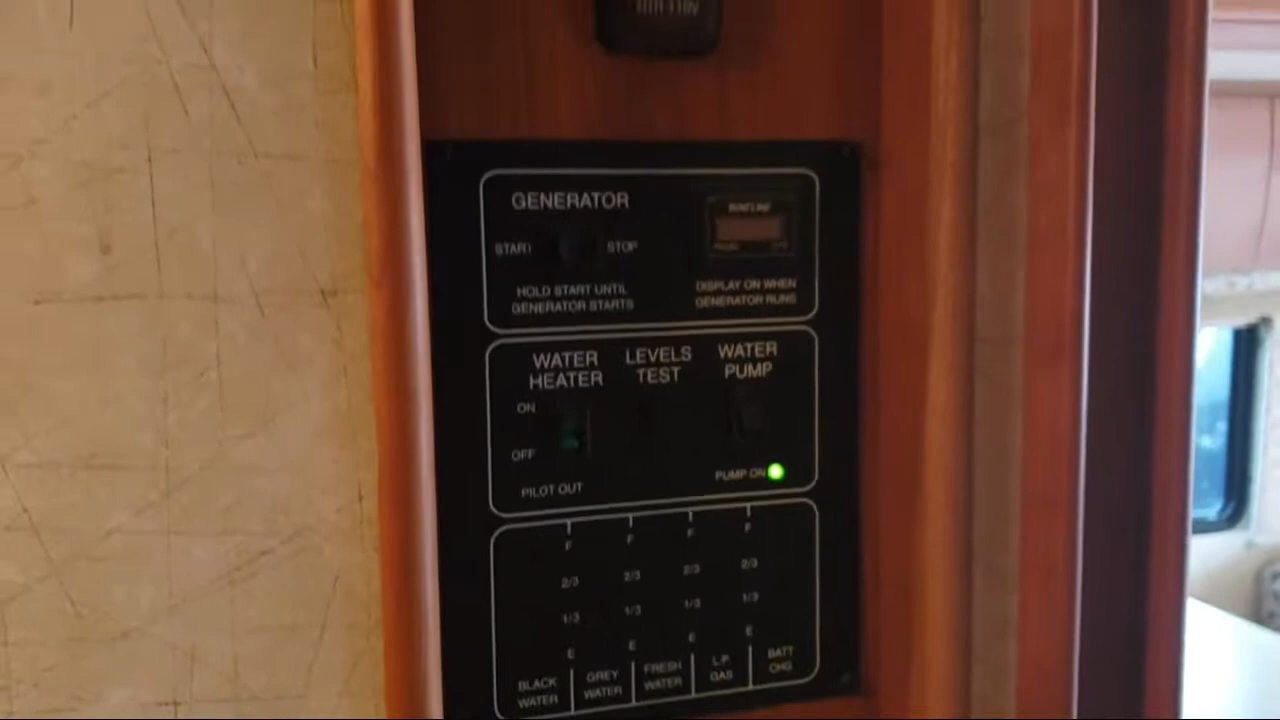 GENERATOR
START STOP
HOLD START UNTIL
GENERATOR STARTS
DISPLAY ON WHEN
GENERATOR RUNS
WATER
HEATER
LEVELS
TEST
WATER
PUMP
ON
OFF
PILOT OUT
PUMP ON
F F F F
2/3 2/3 2/3 2/3
1/3 1/3 1/3 1/3
E E E E
BLACK
WATER
GREY
WATER
FRESH
WATER
L.P.
GAS
BATT
CHG